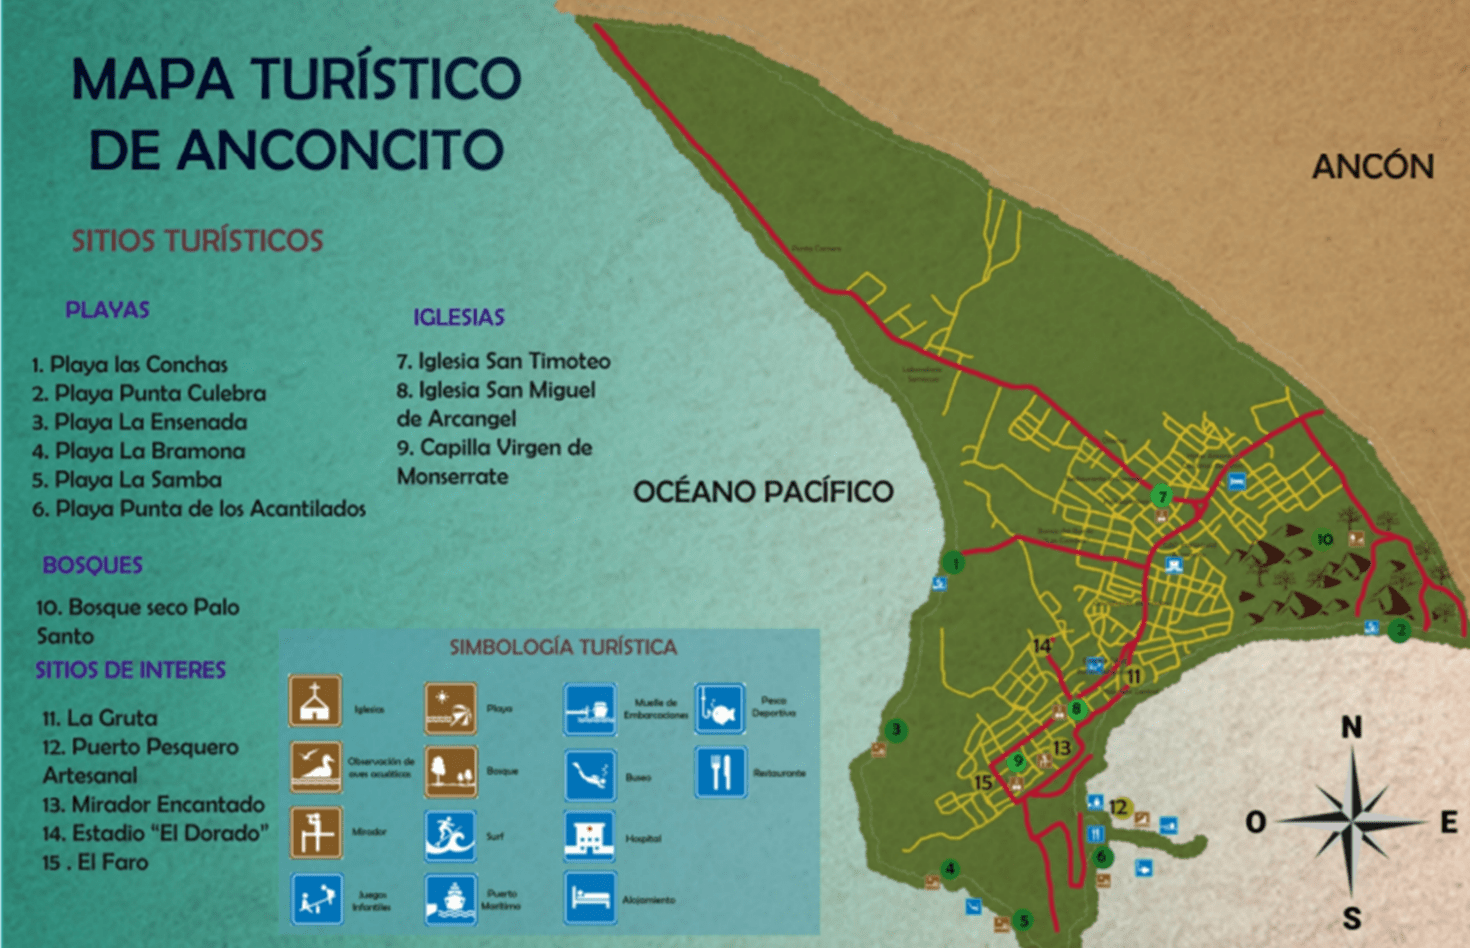 MAPA TURÍSTICO
DE ANCONCITO
SITIOS TURÍSTICOS
PLAYAS
1. Playa las Conchas
2. Playa Punta Culebra
3. Playa La Ensenada
4. Playa La Bramona
5. Playa La Samba
6. Playa Punta de los Acantilados
IGLESIAS
7. Iglesia San Timoteo
8. Iglesia San Miguel
de Arcangel
9. Capilla Virgen de
Monserrate
BOSQUES
10. Bosque seco Palo
Santo
SITIOS DE INTERES
11. La Gruta
12. Puerto Pesquero
Artesanal
13. Mirador Encantado
14. Estadio “El Dorado”
15 . El Faro
SIMBOLOGÍA TURÍSTICA
Iglesias
Observación de
aves acuáticas
Mirador
Juegos
Infantiles
Playa
Bosque
Surf
Puerto
Marítimo
Muelle de
Embarcaciones
Buseo
Hospital
Alojamiento
Pesca
Deportiva
Restaurante
ANCÓN
OCÉANO PACÍFICO
7
10
1
2
14
11
8
3
13
9
15
12
6
4
5
N
O
E
S